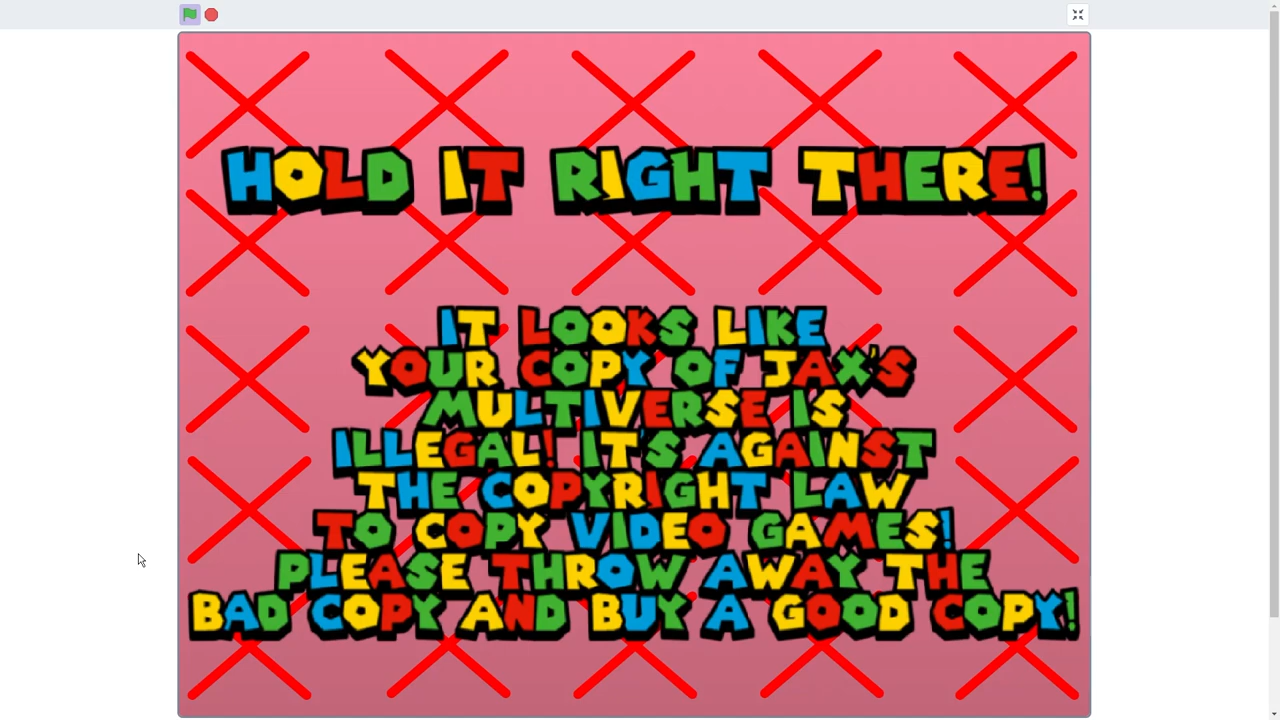 HOLD IT RIGHT THERE!
IT LOOKS LIKE
YOUR COPY OF JAX'S
MULTIVERSE IS
ILLEGAL! IT'S AGAINST
THE COPYRIGHT LAW
TO COPY VIDEO GAMES!
PLEASE THROW AWAY THE
BAD COPY AND BUY A GOOD COPY!